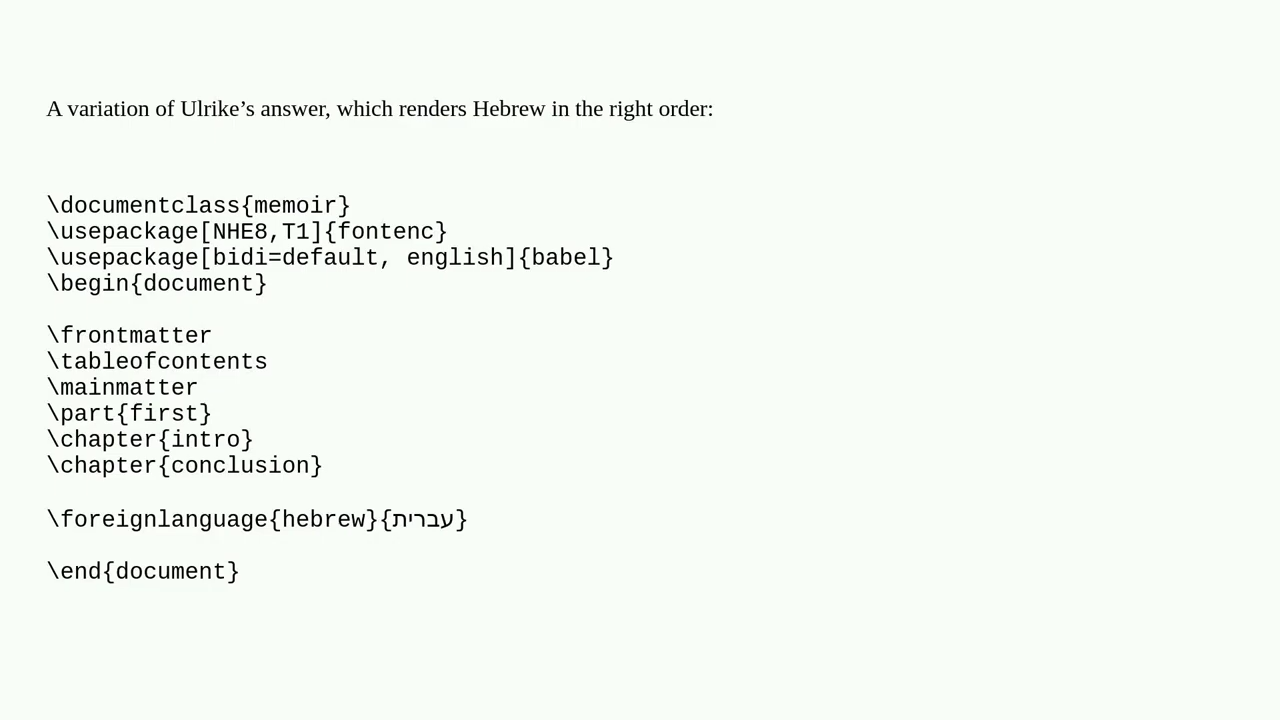 A variation of Ulrike’s answer, which renders Hebrew in the right order:
\documentclass{memoir}
\usepackage[NHE8,T1]{fontenc}
\usepackage[bidi=default, english]{babel}
\begin{document}
\frontmatter
\tableofcontents
\mainmatter
\part{first}
\chapter{intro}
\chapter{conclusion}
\foreignlanguage{hebrew}{עברית}
\end{document}